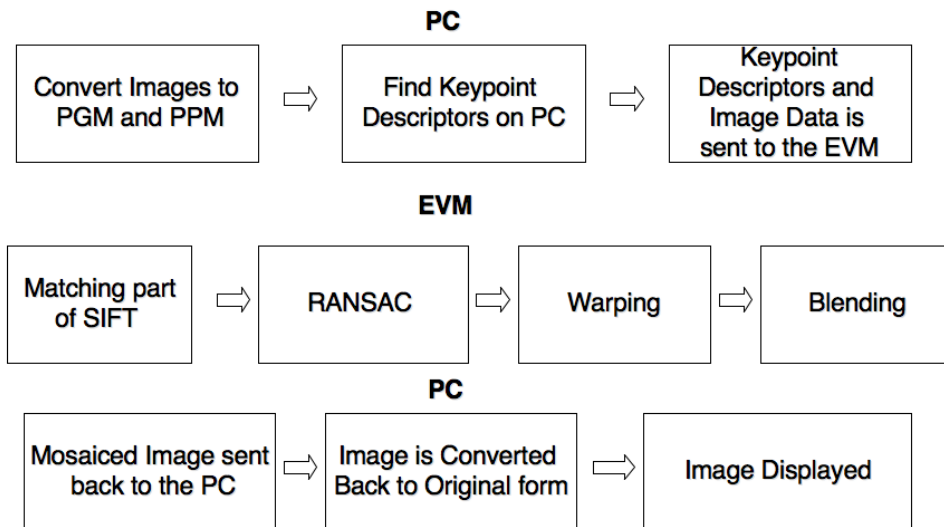 PC
Convert Images to
PGM and PPM
Find Keypoint
Descriptors on PC
Keypoint
Descriptors and
Image Data is
sent to the EVM
EVM
Matching part
of SIFT
RANSAC
Warping
Blending
PC
Mosaiced Image sent
back to the PC
Image is Converted
Back to Original form
Image Displayed